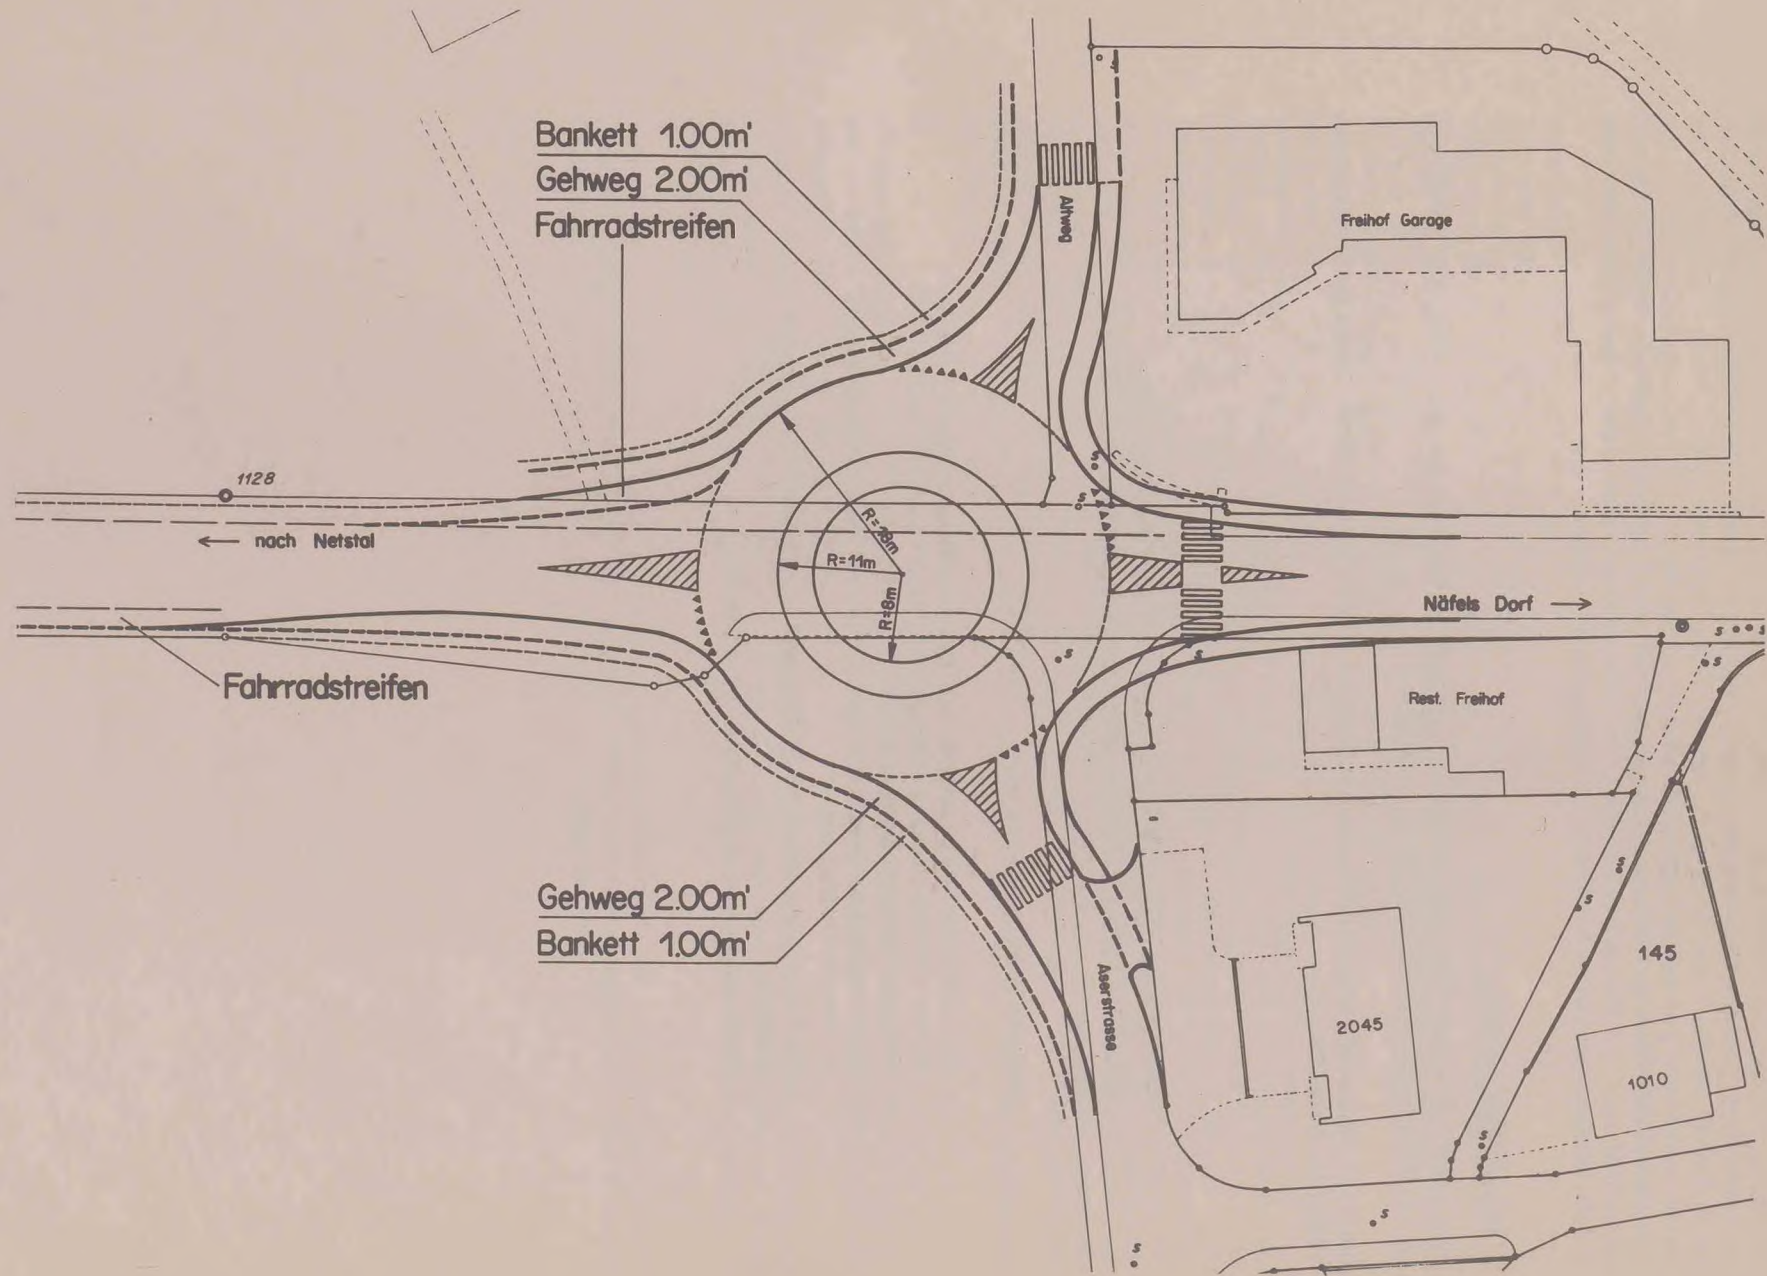 Bankett 1.00m'
Gehweg 2.00m'
Fahrradstreifen
Altweg
Freihof Garage
1128
← nach Netstal
R=18m
R=11m
R=8m
Näfels Dorf →
Fahrradstreifen
Rest. Freihof
Gehweg 2.00m'
Bankett 1.00m'
Aserstrasse
145
2045
1010
s
s
s
s
s
s
s
s
s
s
s
s
s